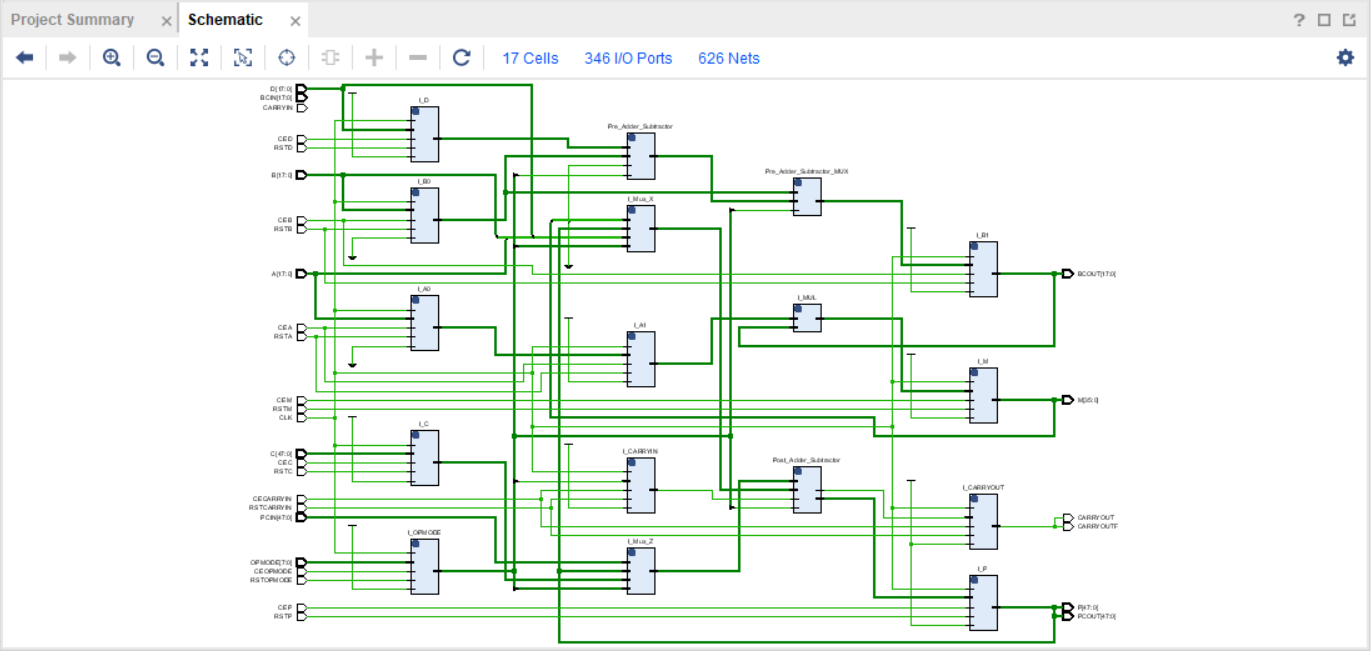 Project Summary
Schematic
?
17 Cells 346 I/O Ports 626 Nets
D[17:0]
BCIN[17:0]
CARRYIN
I_D
CED
RSTD
Pre_Adder_Subtractor
B[17:0]
I_B0
Pre_Adder_Subtractor_MUX
I_Mux_X
CEB
RSTB
I_B1
A[17:0]
BCOUT[17:0]
I_A0
I_MUL
CEA
RSTA
I_A1
I_M
CEM
RSTM
CLK
M[35:0]
I_C
C[47:0]
CEC
RSTC
I_CARRYIN
Post_Adder_Subtractor
I_CARRYOUT
CECARRYIN
RSTCARRYIN
PCIN[47:0]
CARRYOUT
CARRYOUTF
I_OPMODE
I_Mux_Z
OPMODE[7:0]
CEOPMODE
RSTOPMODE
I_P
CEP
RSTP
P[47:0]
PCOUT[47:0]